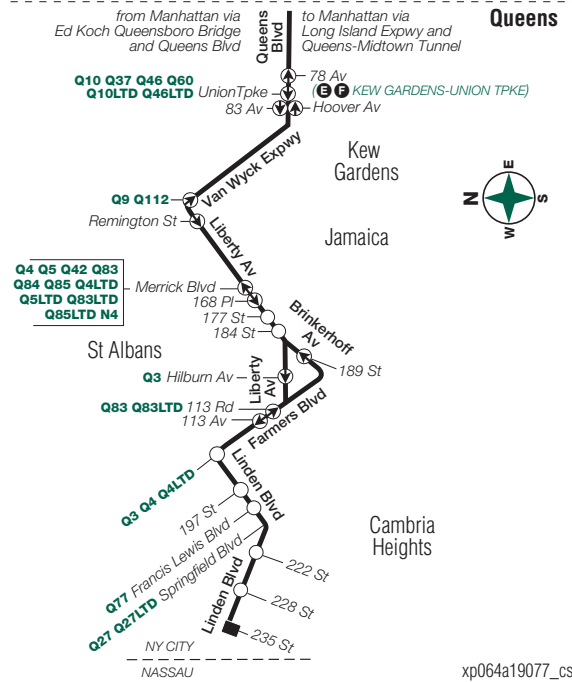 Queens
from Manhattan via
Ed Koch Queensboro Bridge
and Queens Blvd
Queens
Blvd
to Manhattan via
Long Island Expwy and
Queens-Midtown Tunnel
78 Av
Q10 Q37 Q46 Q60
Q10LTD Q46LTD UnionTpke
(E F KEW GARDENS-UNION TPKE)
83 Av
Hoover Av
Kew
Gardens
Van Wyck Expwy
N
E
S
W
Q9 Q112
Remington St
Liberty Av
Jamaica
Q4 Q5 Q42 Q83
Q84 Q85 Q4LTD
Q5LTD Q83LTD
Q85LTD N4
Merrick Blvd
168 Pl
177 St
184 St
Brinkerhoff
Av
St Albans
189 St
Q3 Hilburn Av
Liberty
Av
Q83 Q83LTD 113 Rd
113 Av
Farmers Blvd
Q3 Q4 Q4LTD
Linden Blvd
197 St
Q77 Francis Lewis Blvd
Q27 Q27LTD Springfield Blvd
Cambria
Heights
222 St
228 St
Linden Blvd
235 St
NY CITY
NASSAU
xp064a19077_cs